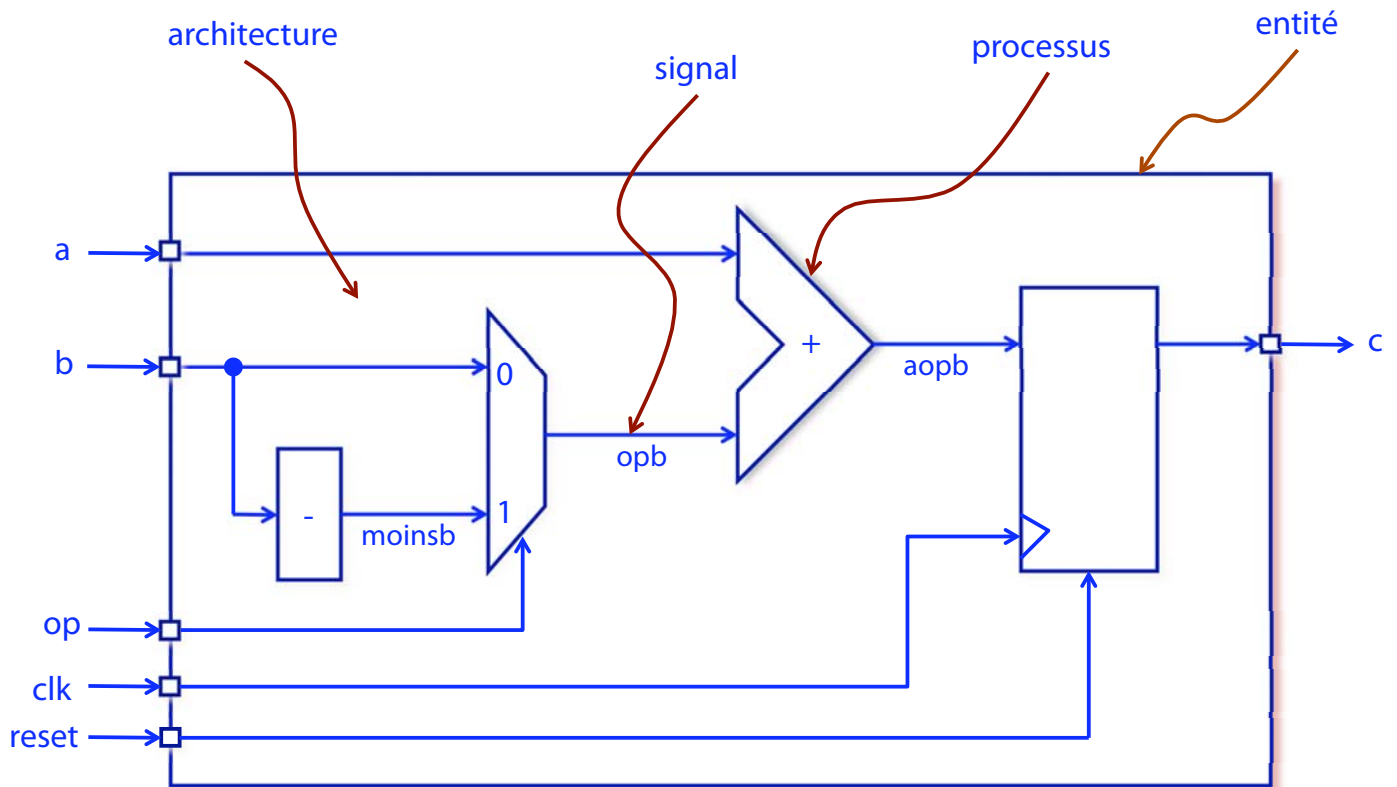 architecture
signal
processus
entité
a
b
0
+
aopb
c
opb
-
moinsb
1
op
clk
reset